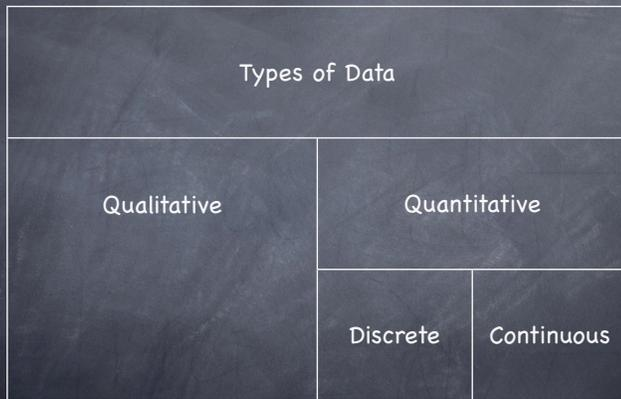 Types of Data
Qualitative
Quantitative
Discrete
Continuous